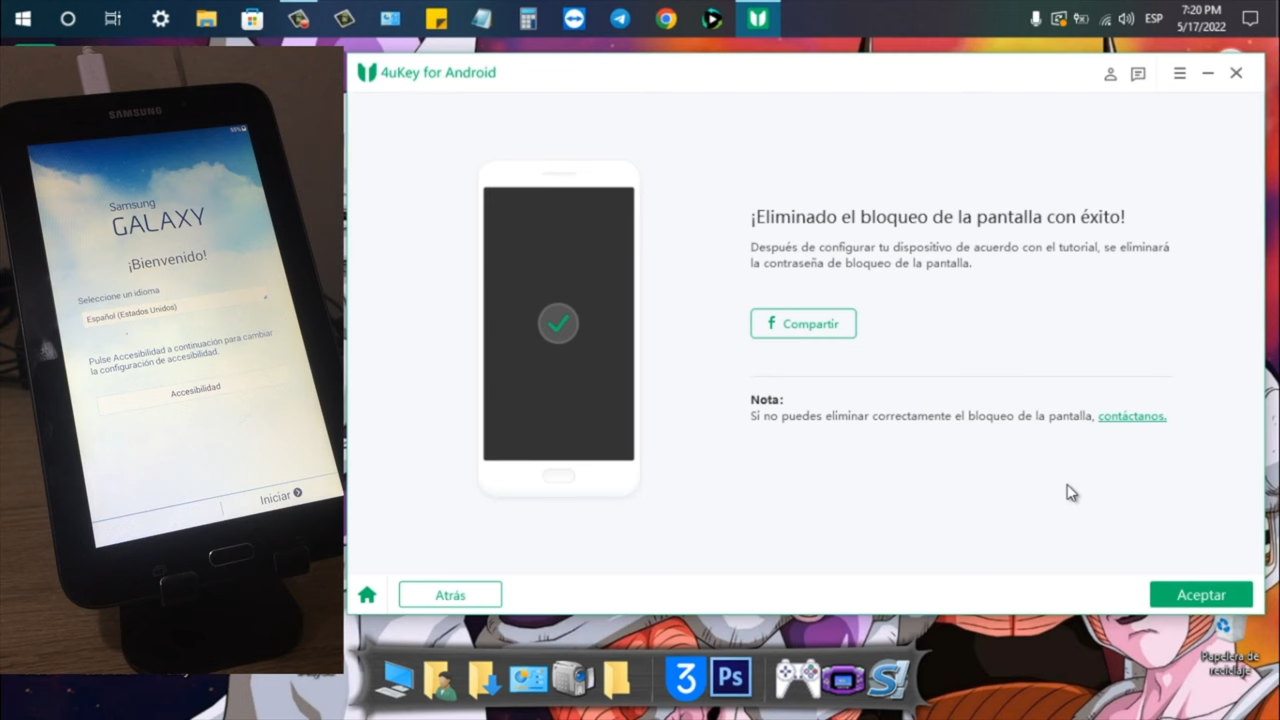 7:20 PM
ESP
5/17/2022
SAMSUNG
Samsung
GALAXY
¡Bienvenido!
Seleccione un idioma
Español (Estados Unidos)
Pulse Accesibilidad a continuación para cambiar
la configuración de accesibilidad.
Accesibilidad
Iniciar
4uKey for Android
¡Eliminado el bloqueo de la pantalla con éxito!
Después de configurar tu dispositivo de acuerdo con el tutorial, se eliminará
la contraseña de bloqueo de la pantalla.
f Compartir
Nota:
Si no puedes eliminar correctamente el bloqueo de la pantalla, contáctanos.
Atrás
Aceptar
Papelera de
reciclaje
3
Ps
S